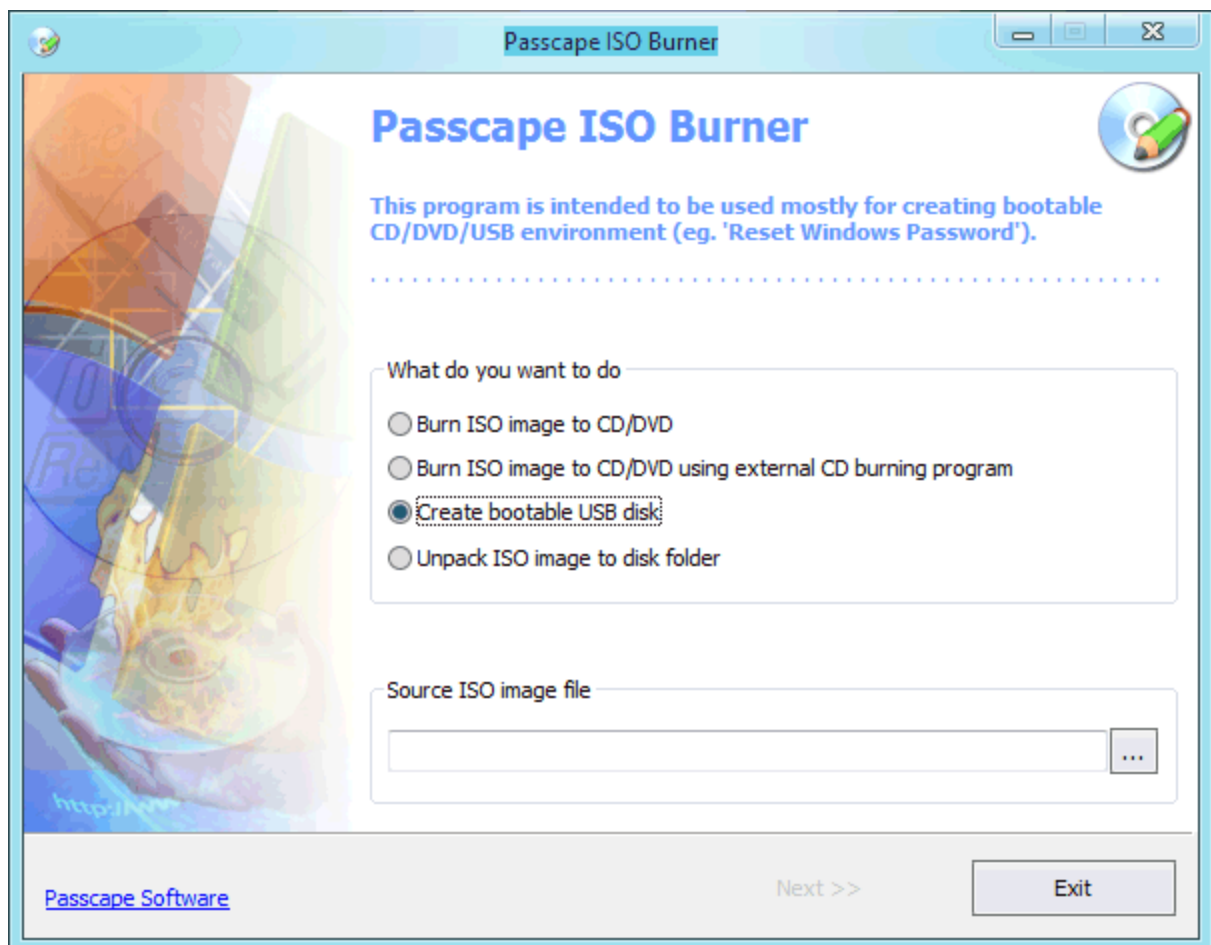 Passcape ISO Burner
Passcape ISO Burner
This program is intended to be used mostly for creating bootable
CD/DVD/USB environment (eg. 'Reset Windows Password').
What do you want to do
Burn ISO image to CD/DVD
Burn ISO image to CD/DVD using external CD burning program
Create bootable USB disk
Unpack ISO image to disk folder
Source ISO image file
...
http://
Passcape Software
Next >>
Exit